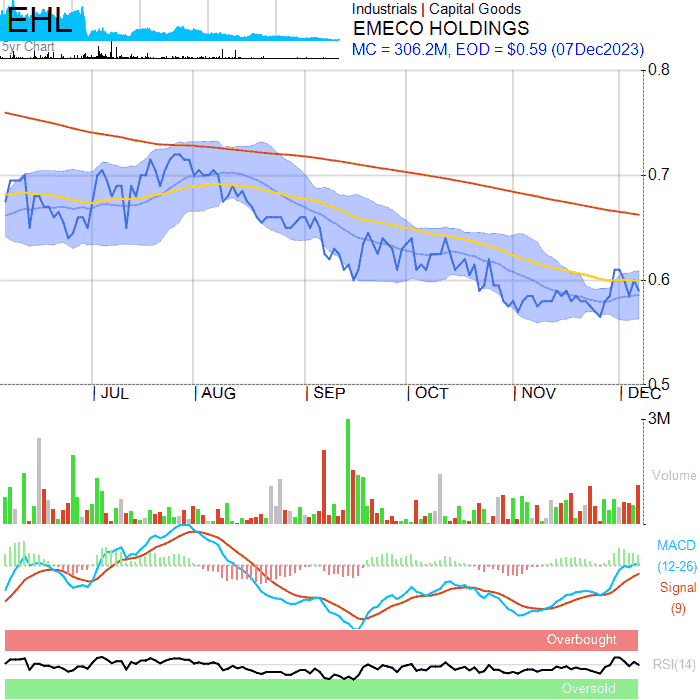 EHL
5yr Chart
Industrials | Capital Goods
EMECO HOLDINGS
MC = 306.2M, EOD = $0.59 (07Dec2023)
0.8
0.7
0.6
0.5
JUL AUG SEP OCT NOV DEC
3M
Volume
MACD
(12-26)
Signal
(9)
Overbought
RSI(14)
Oversold